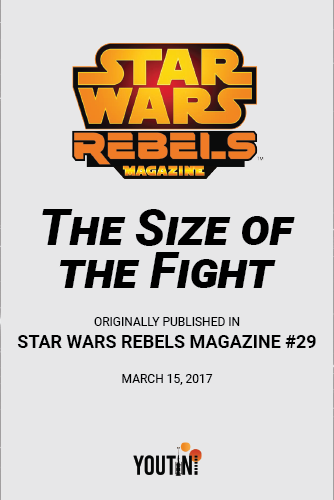 STAR
WARS
REBELS
TM
MAGAZINE
THE SIZE OF
THE FIGHT
ORIGINALLY PUBLISHED IN
STAR WARS REBELS MAGAZINE #29
MARCH 15, 2017
YOUTINI